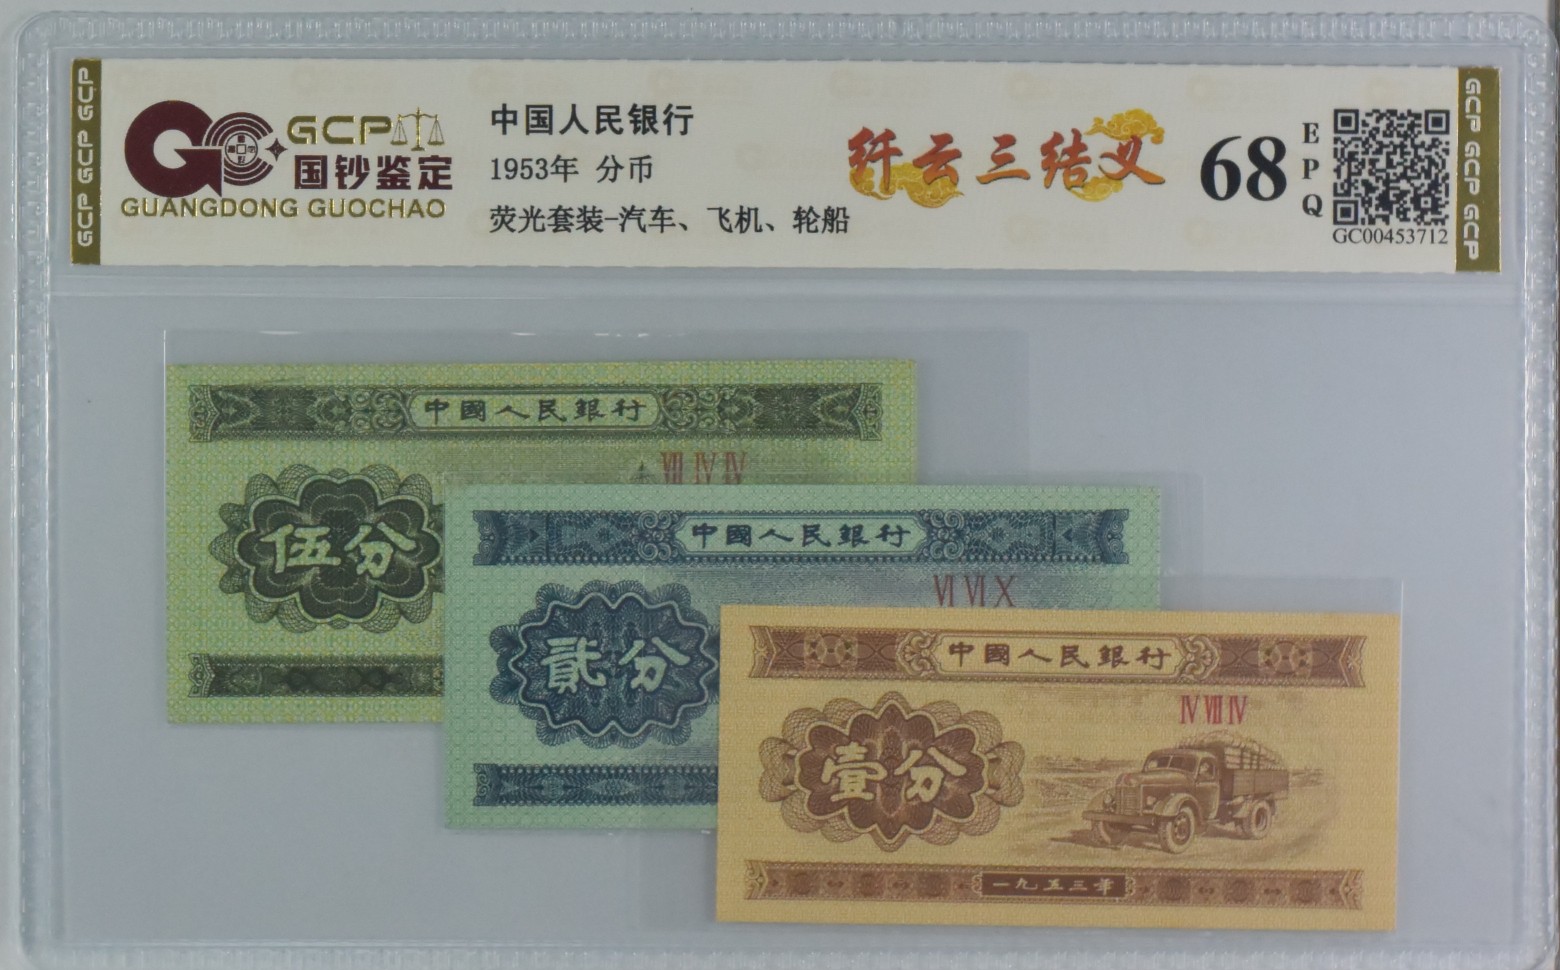 GCP GCP GCP
GCP
国钞鉴定
GUANGDONG GUOCHAO
中国人民银行
1953年 分币
荧光套装-汽车、飞机、轮船
纤云三结义
68
EPQ
GC00453712
GCP GCP GCP
中國人民銀行
VII IV IV
伍分
中國人民銀行
VI VI X
貳分
中國人民銀行
IV VII IV
壹分
一九五三年